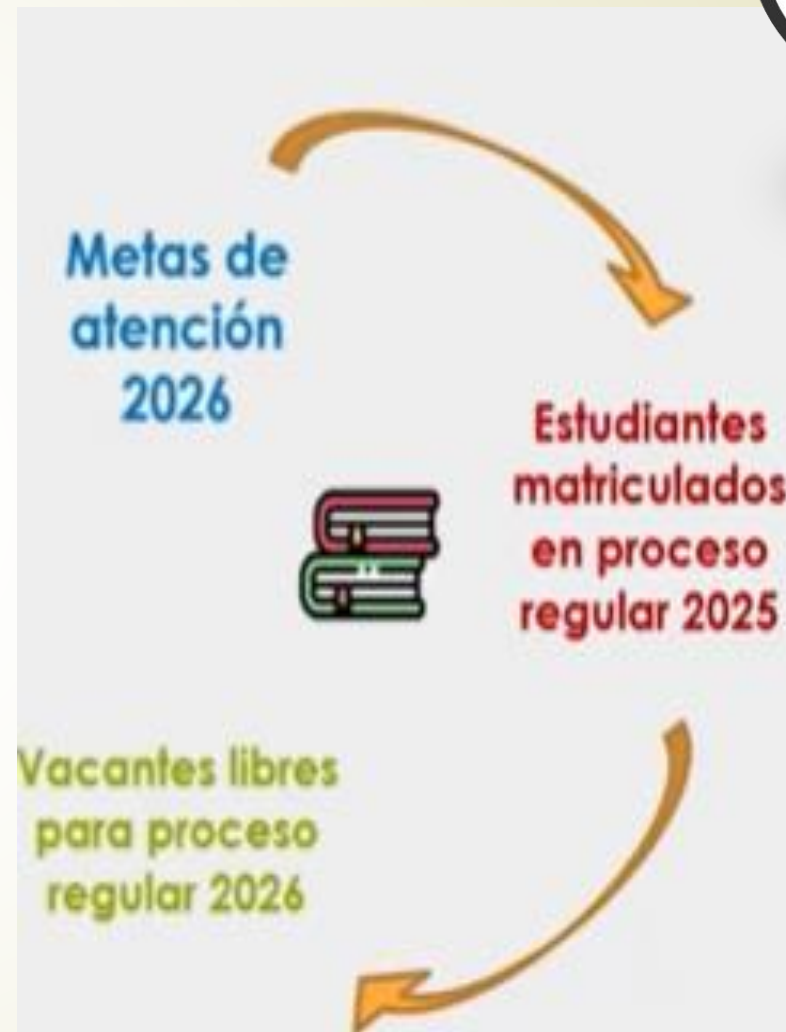 Metas de
atención
2026
Estudiantes
matriculados
en proceso
regular 2025
Vacantes libres
para proceso
regular 2026